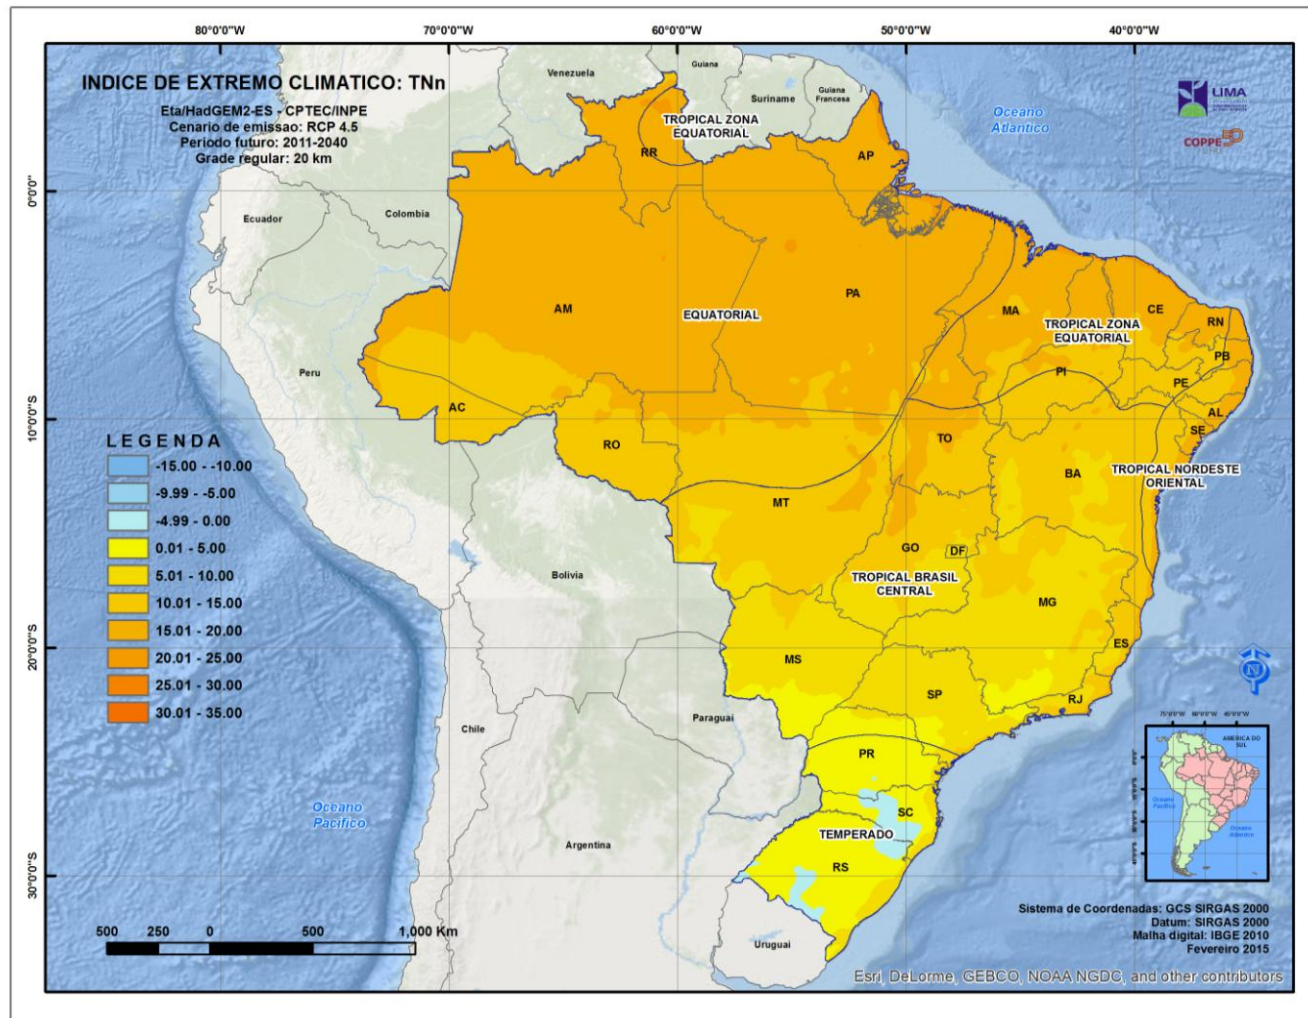 80°0'0"W 70°0'0"W 60°0'0"W 50°0'0"W 40°0'0"W
INDICE DE EXTREMO CLIMATICO: TNn
Eta/HadGEM2-ES - CPTEC/INPE
Cenario de emissao: RCP 4.5
Periodo futuro: 2011-2040
Grade regular: 20 km
Venezuela
Guiana
Suriname
Guiana
Francesa
Oceano
Atlantico
LIMA
COPPE
TROPICAL ZONA
EQUATORIAL
RR
AP
0°0'0"
Ecuador
Colombia
AM
EQUATORIAL
PA
MA
CE
RN
TROPICAL ZONA
EQUATORIAL
PB
PI
PE
Peru
AC
AL
10°0'0"S
SE
RO
TO
BA
TROPICAL NORDESTE
ORIENTAL
MT
GO
DF
Bolivia
TROPICAL BRASIL
CENTRAL
MG
ES
20°0'0"S
MS
SP
RJ
Paraguai
Chile
PR
SC
TEMPERADO
Argentina
RS
30°0'0"S
Uruguai
Oceano
Pacifico
LEGENDA
-15.00 - -10.00
-9.99 - -5.00
-4.99 - 0.00
0.01 - 5.00
5.01 - 10.00
10.01 - 15.00
15.01 - 20.00
20.01 - 25.00
25.01 - 30.00
30.01 - 35.00
500 250 0 500 1,000 Km
N
AMERICA DO
SUL
Oceano
Pacifico
Oceano
Atlantico
Sistema de Coordenadas: GCS SIRGAS 2000
Datum: SIRGAS 2000
Malha digital: IBGE 2010
Fevereiro 2015
Esri, DeLorme, GEBCO, NOAA NGDC, and other contributors